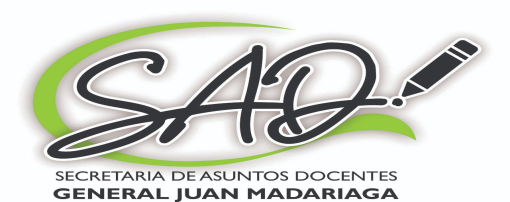 SAD
SECRETARIA DE ASUNTOS DOCENTES
GENERAL JUAN MADARIAGA